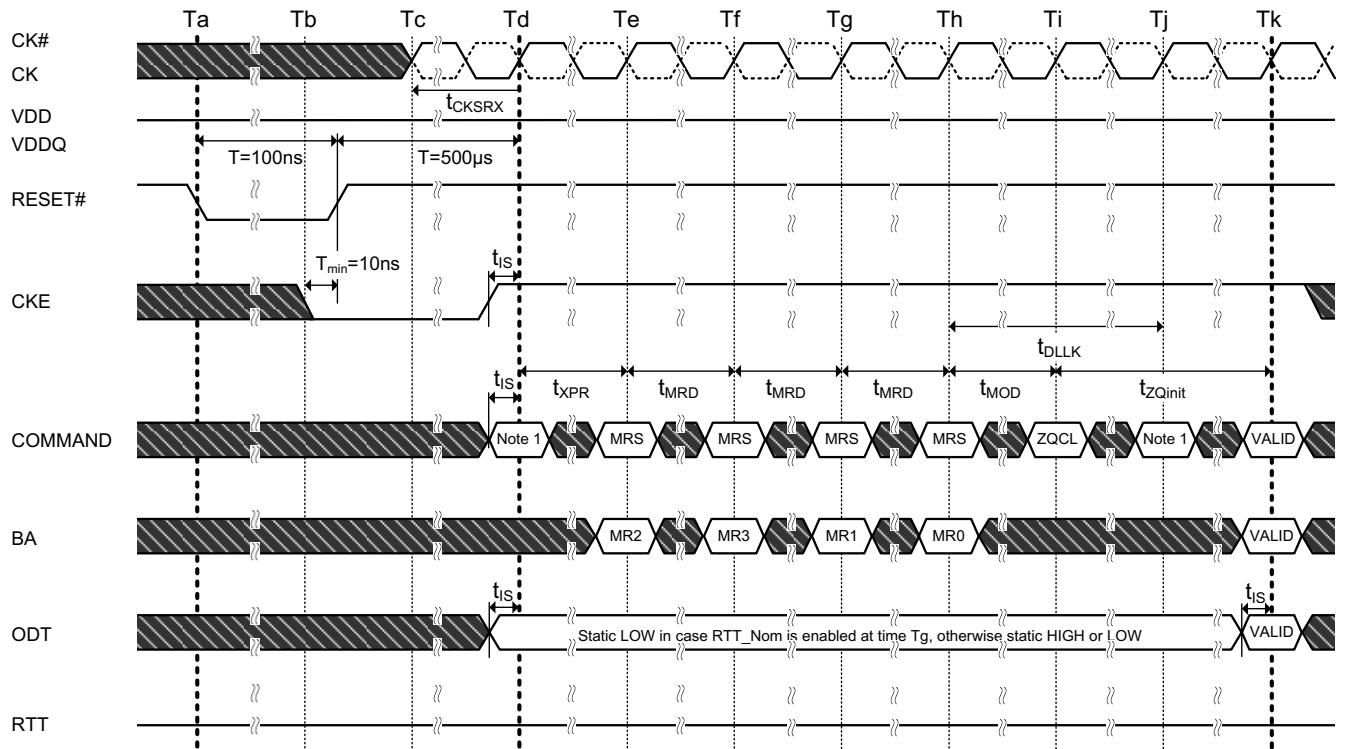 Ta Tb Tc Td Te Tf Tg Th Ti Tj Tk
CK#
CK
tCKSRX
VDD
VDDQ
T=100ns T=500µs
RESET#
Tmin=10ns
tIS
CKE
tDLLK
tIS tXPR tMRD tMRD tMRD tMOD tZQinit
COMMAND Note 1 MRS MRS MRS MRS ZQCL Note 1 VALID
BA MR2 MR3 MR1 MR0 VALID
tIS tIS
ODT Static LOW in case RTT_Nom is enabled at time Tg, otherwise static HIGH or LOW VALID
RTT